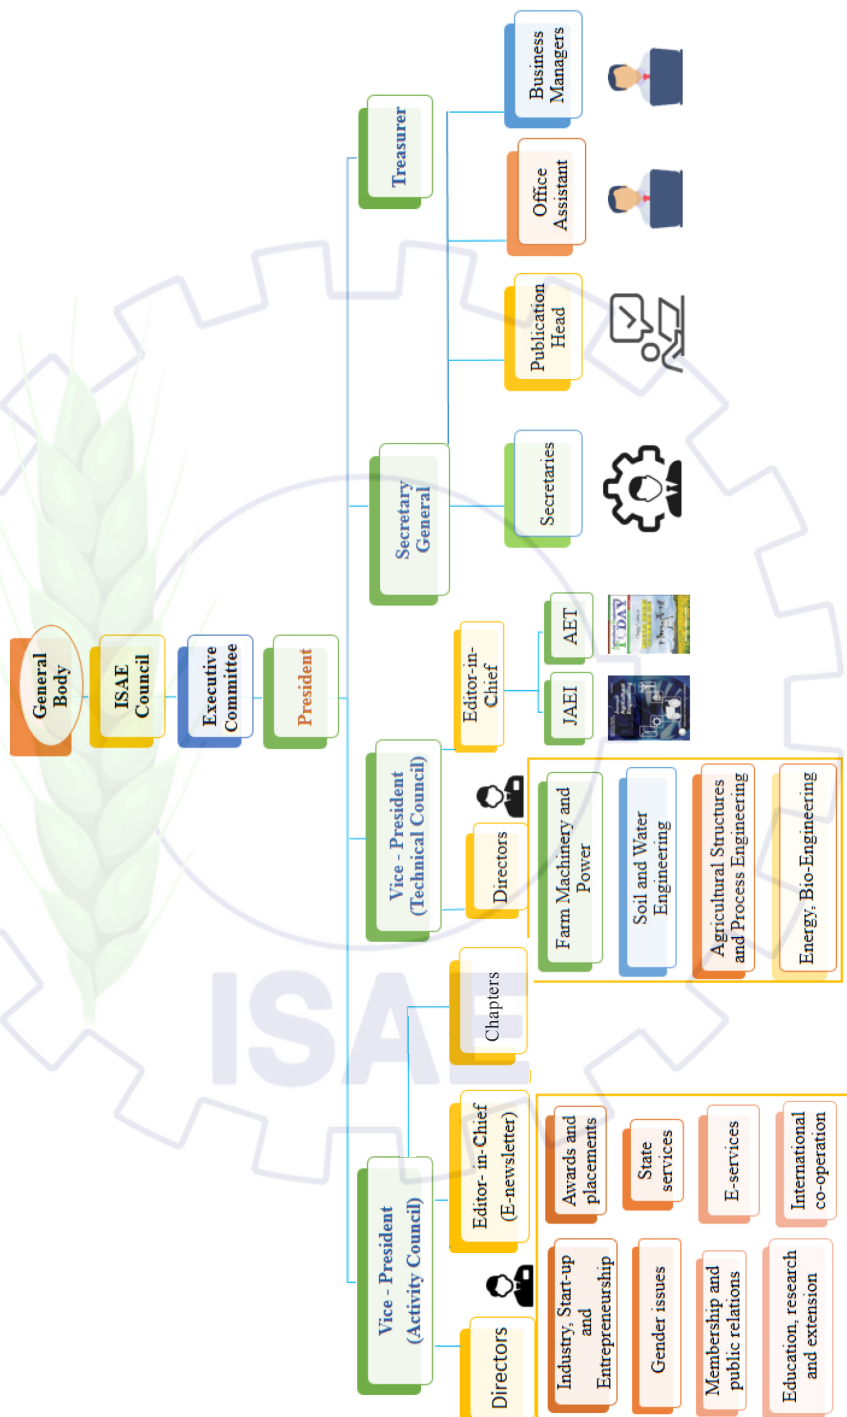 General
Body
ISAE
Council
Executive
Committee
President
Vice - President
(Activity Council)
Vice - President
(Technical Council)
Secretary
General
Treasurer
Directors
Editor- in-Chief
(E-newsletter)
Chapters
Directors
Editor-in-
Chief
JAEI
AET
Secretaries
Publication
Head
Office
Assistant
Business
Managers
Industry, Start-up
and
Entrepreneurship
Awards and
placements
Gender issues
State
services
Membership and
public relations
E-services
Education, research
and extension
International
co-operation
Farm Machinery and
Power
Soil and Water
Engineering
Agricultural Structures
and Process Engineering
Energy, Bio-Engineering
TODAY
ISAE